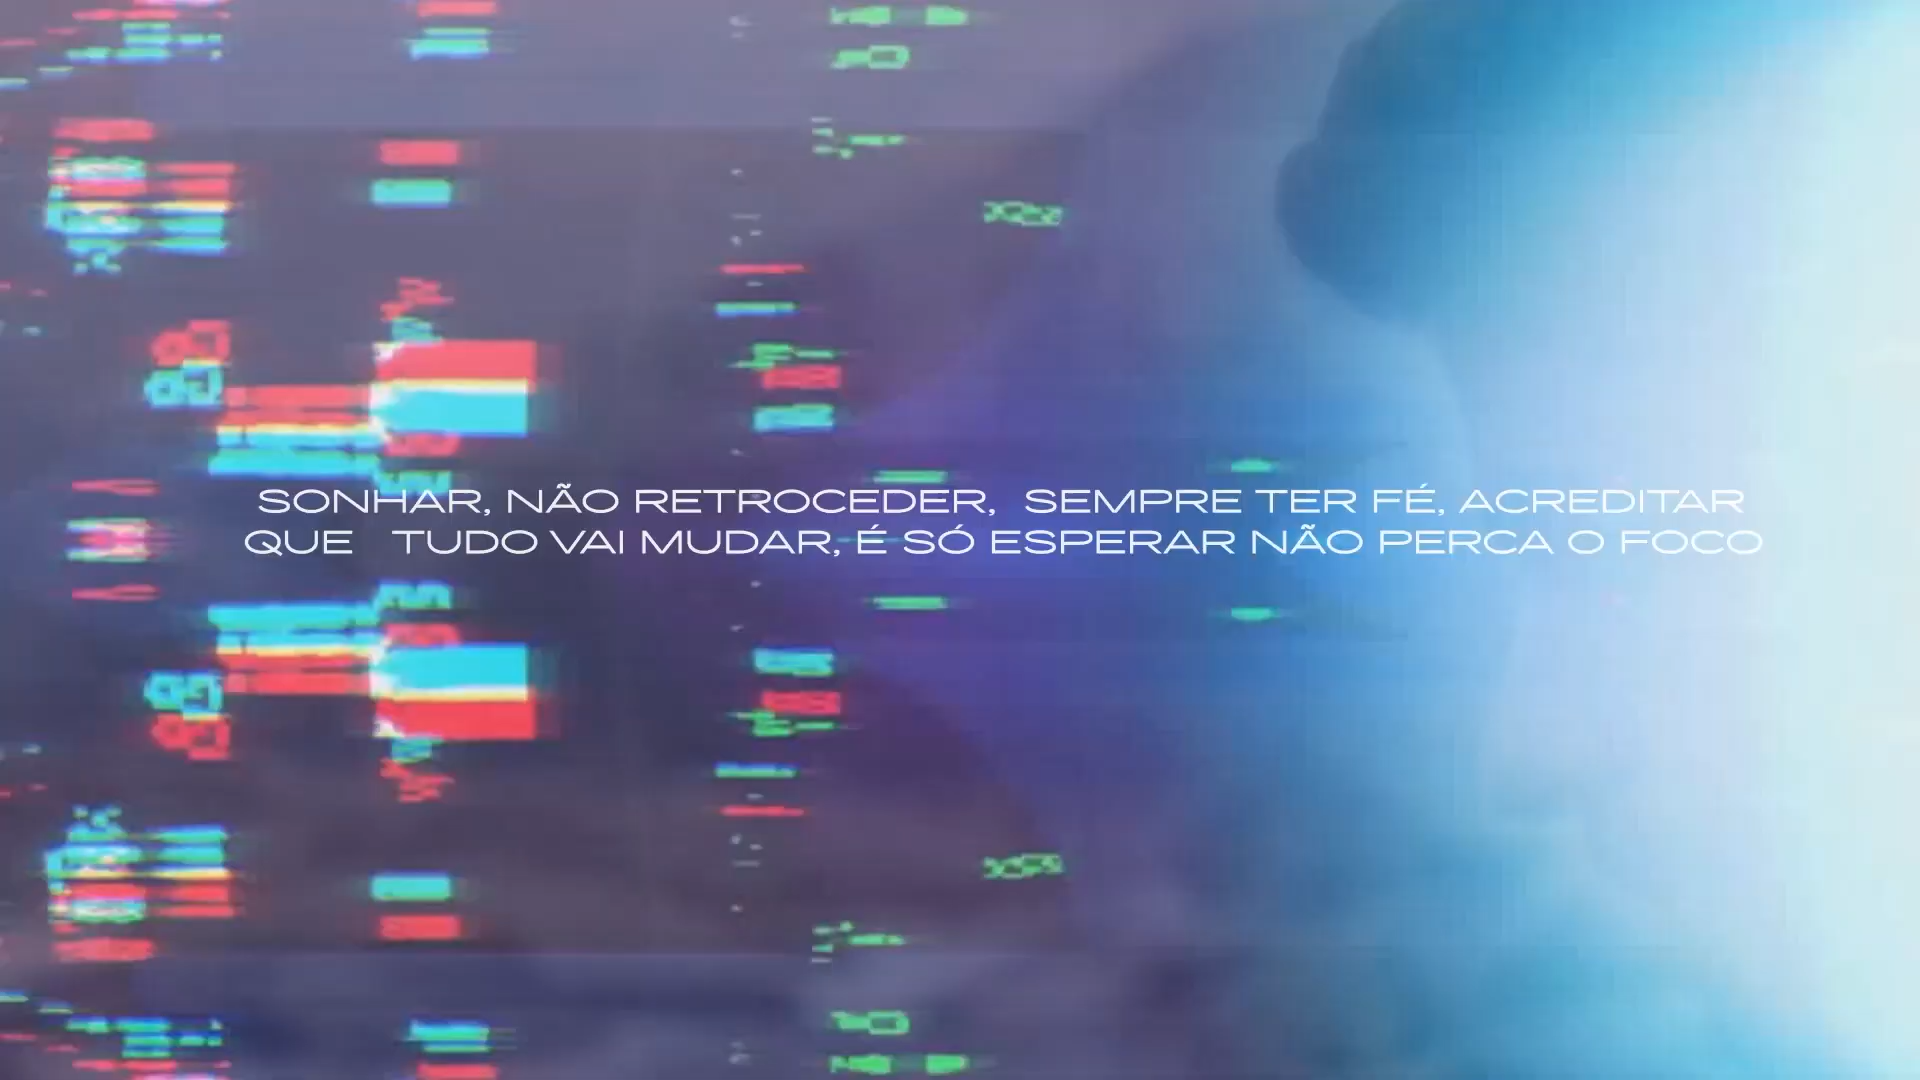 SONHAR, NÃO RETROCEDER, SEMPRE TER FÉ, ACREDITAR
QUE TUDO VAI MUDAR, É SÓ ESPERAR NÃO PERCA O FOCO